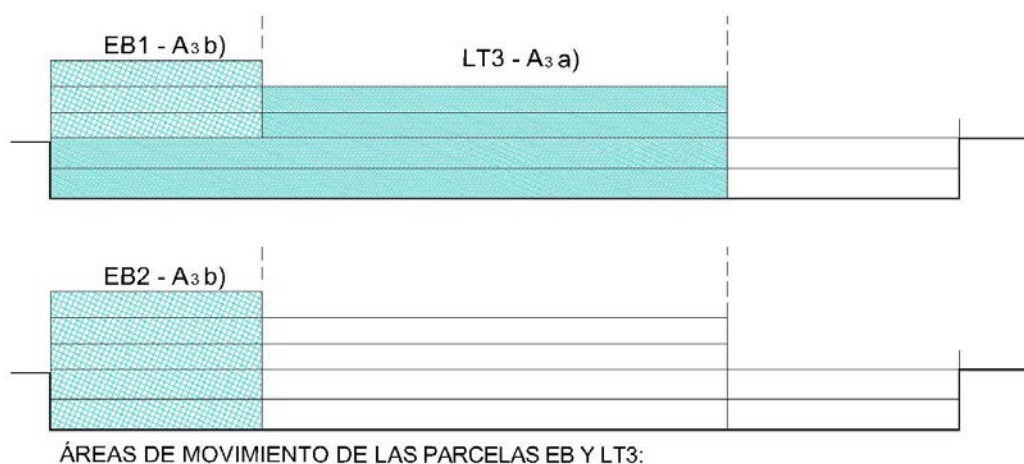 EB1 - A3 b)
LT3 - A3 a)
EB2 - A3 b)
ÁREAS DE MOVIMIENTO DE LAS PARCELAS EB Y LT3: